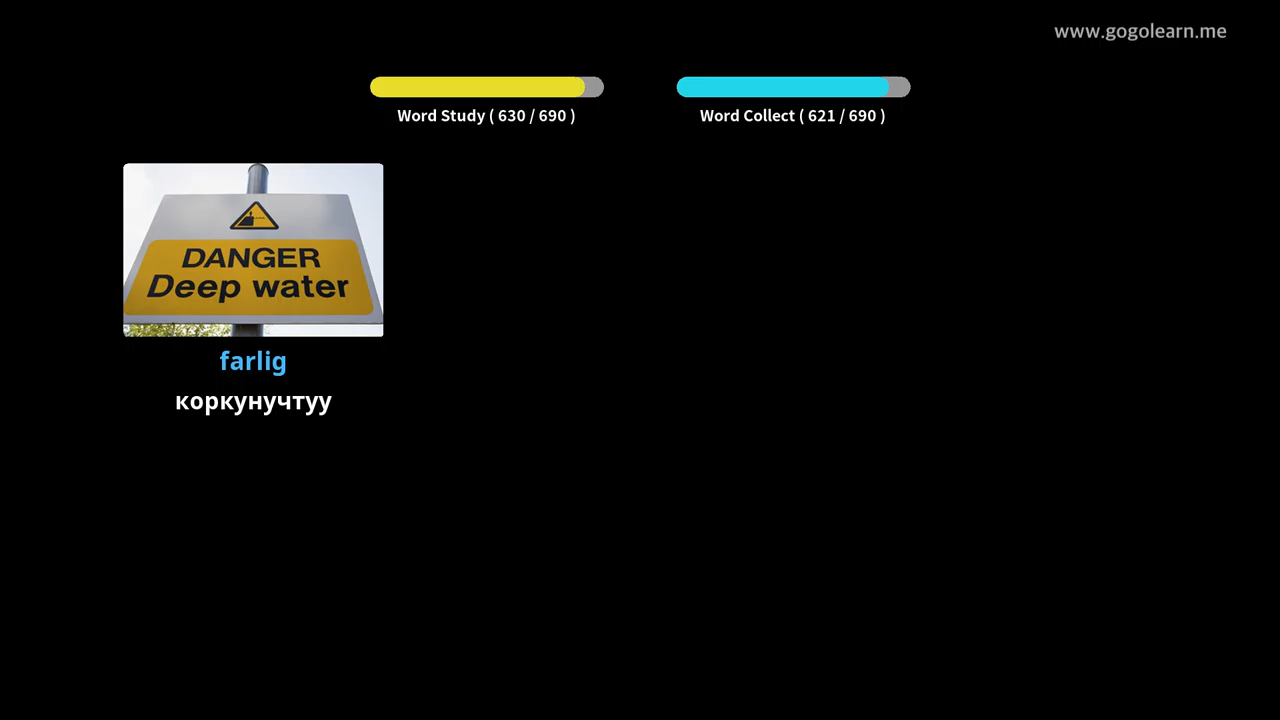 www.gogolearn.me
Word Study ( 630 / 690 )
Word Collect ( 621 / 690 )
DANGER
Deep water
farlig
коркунучтуу